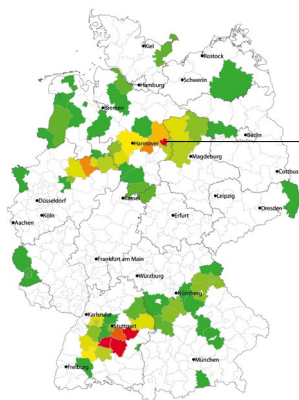 Kiel
Rostock
Schwerin
Hamburg
Bremen
Berlin
Hannover
Magdeburg
Cottbus
Düsseldorf
Kassel
Leipzig
Köln
Dresden
Erfurt
Aachen
Frankfurt am Main
Würzburg
Nürnberg
Karlsruhe
Stuttgart
München
Freiburg